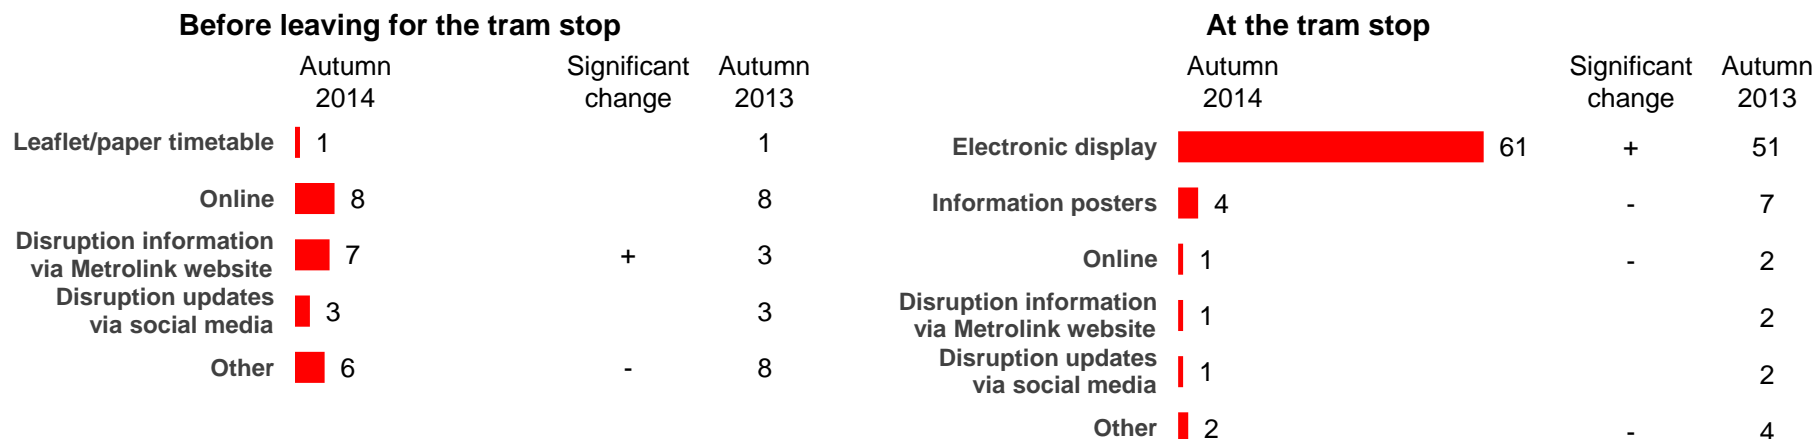 Before leaving for the tram stop
Autumn 2014
Significant change
Autumn 2013
Leaflet/paper timetable 1 1
Online 8 8
Disruption information
via Metrolink website 7 + 3
Disruption updates
via social media 3 3
Other 6 - 8
At the tram stop
Autumn 2014
Significant change
Autumn 2013
Electronic display 61 + 51
Information posters 4 - 7
Online 1 - 2
Disruption information
via Metrolink website 1 2
Disruption updates
via social media 1 2
Other 2 - 4